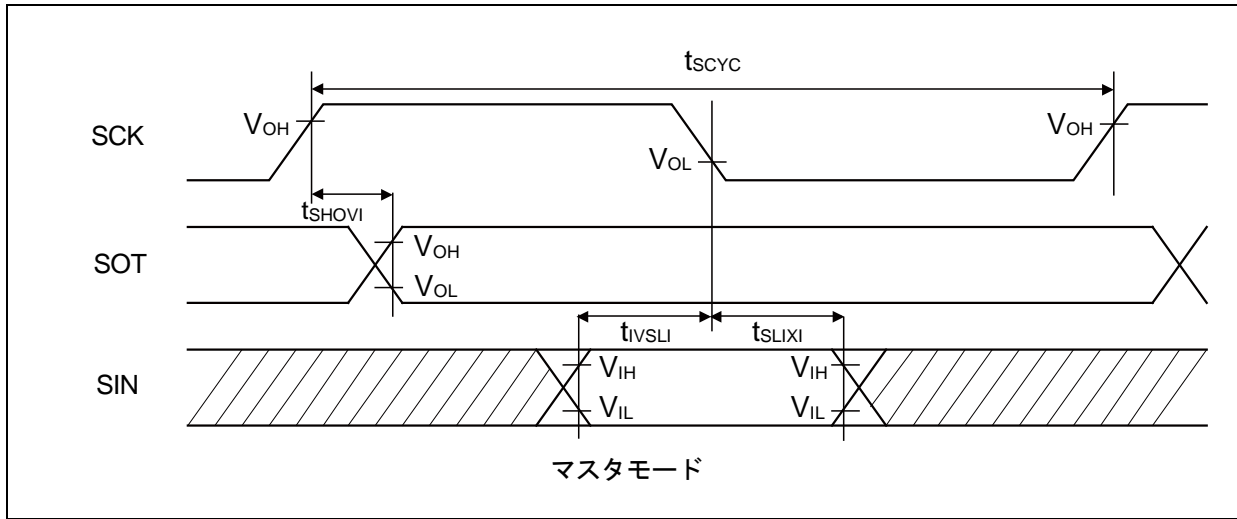 tSCYC
SCK
VOH
VOL
VOH
tSHOVI
SOT
VOH
VOL
tIVSLI
tSLIXI
SIN
VIH
VIL
VIH
VIL
マスタモード